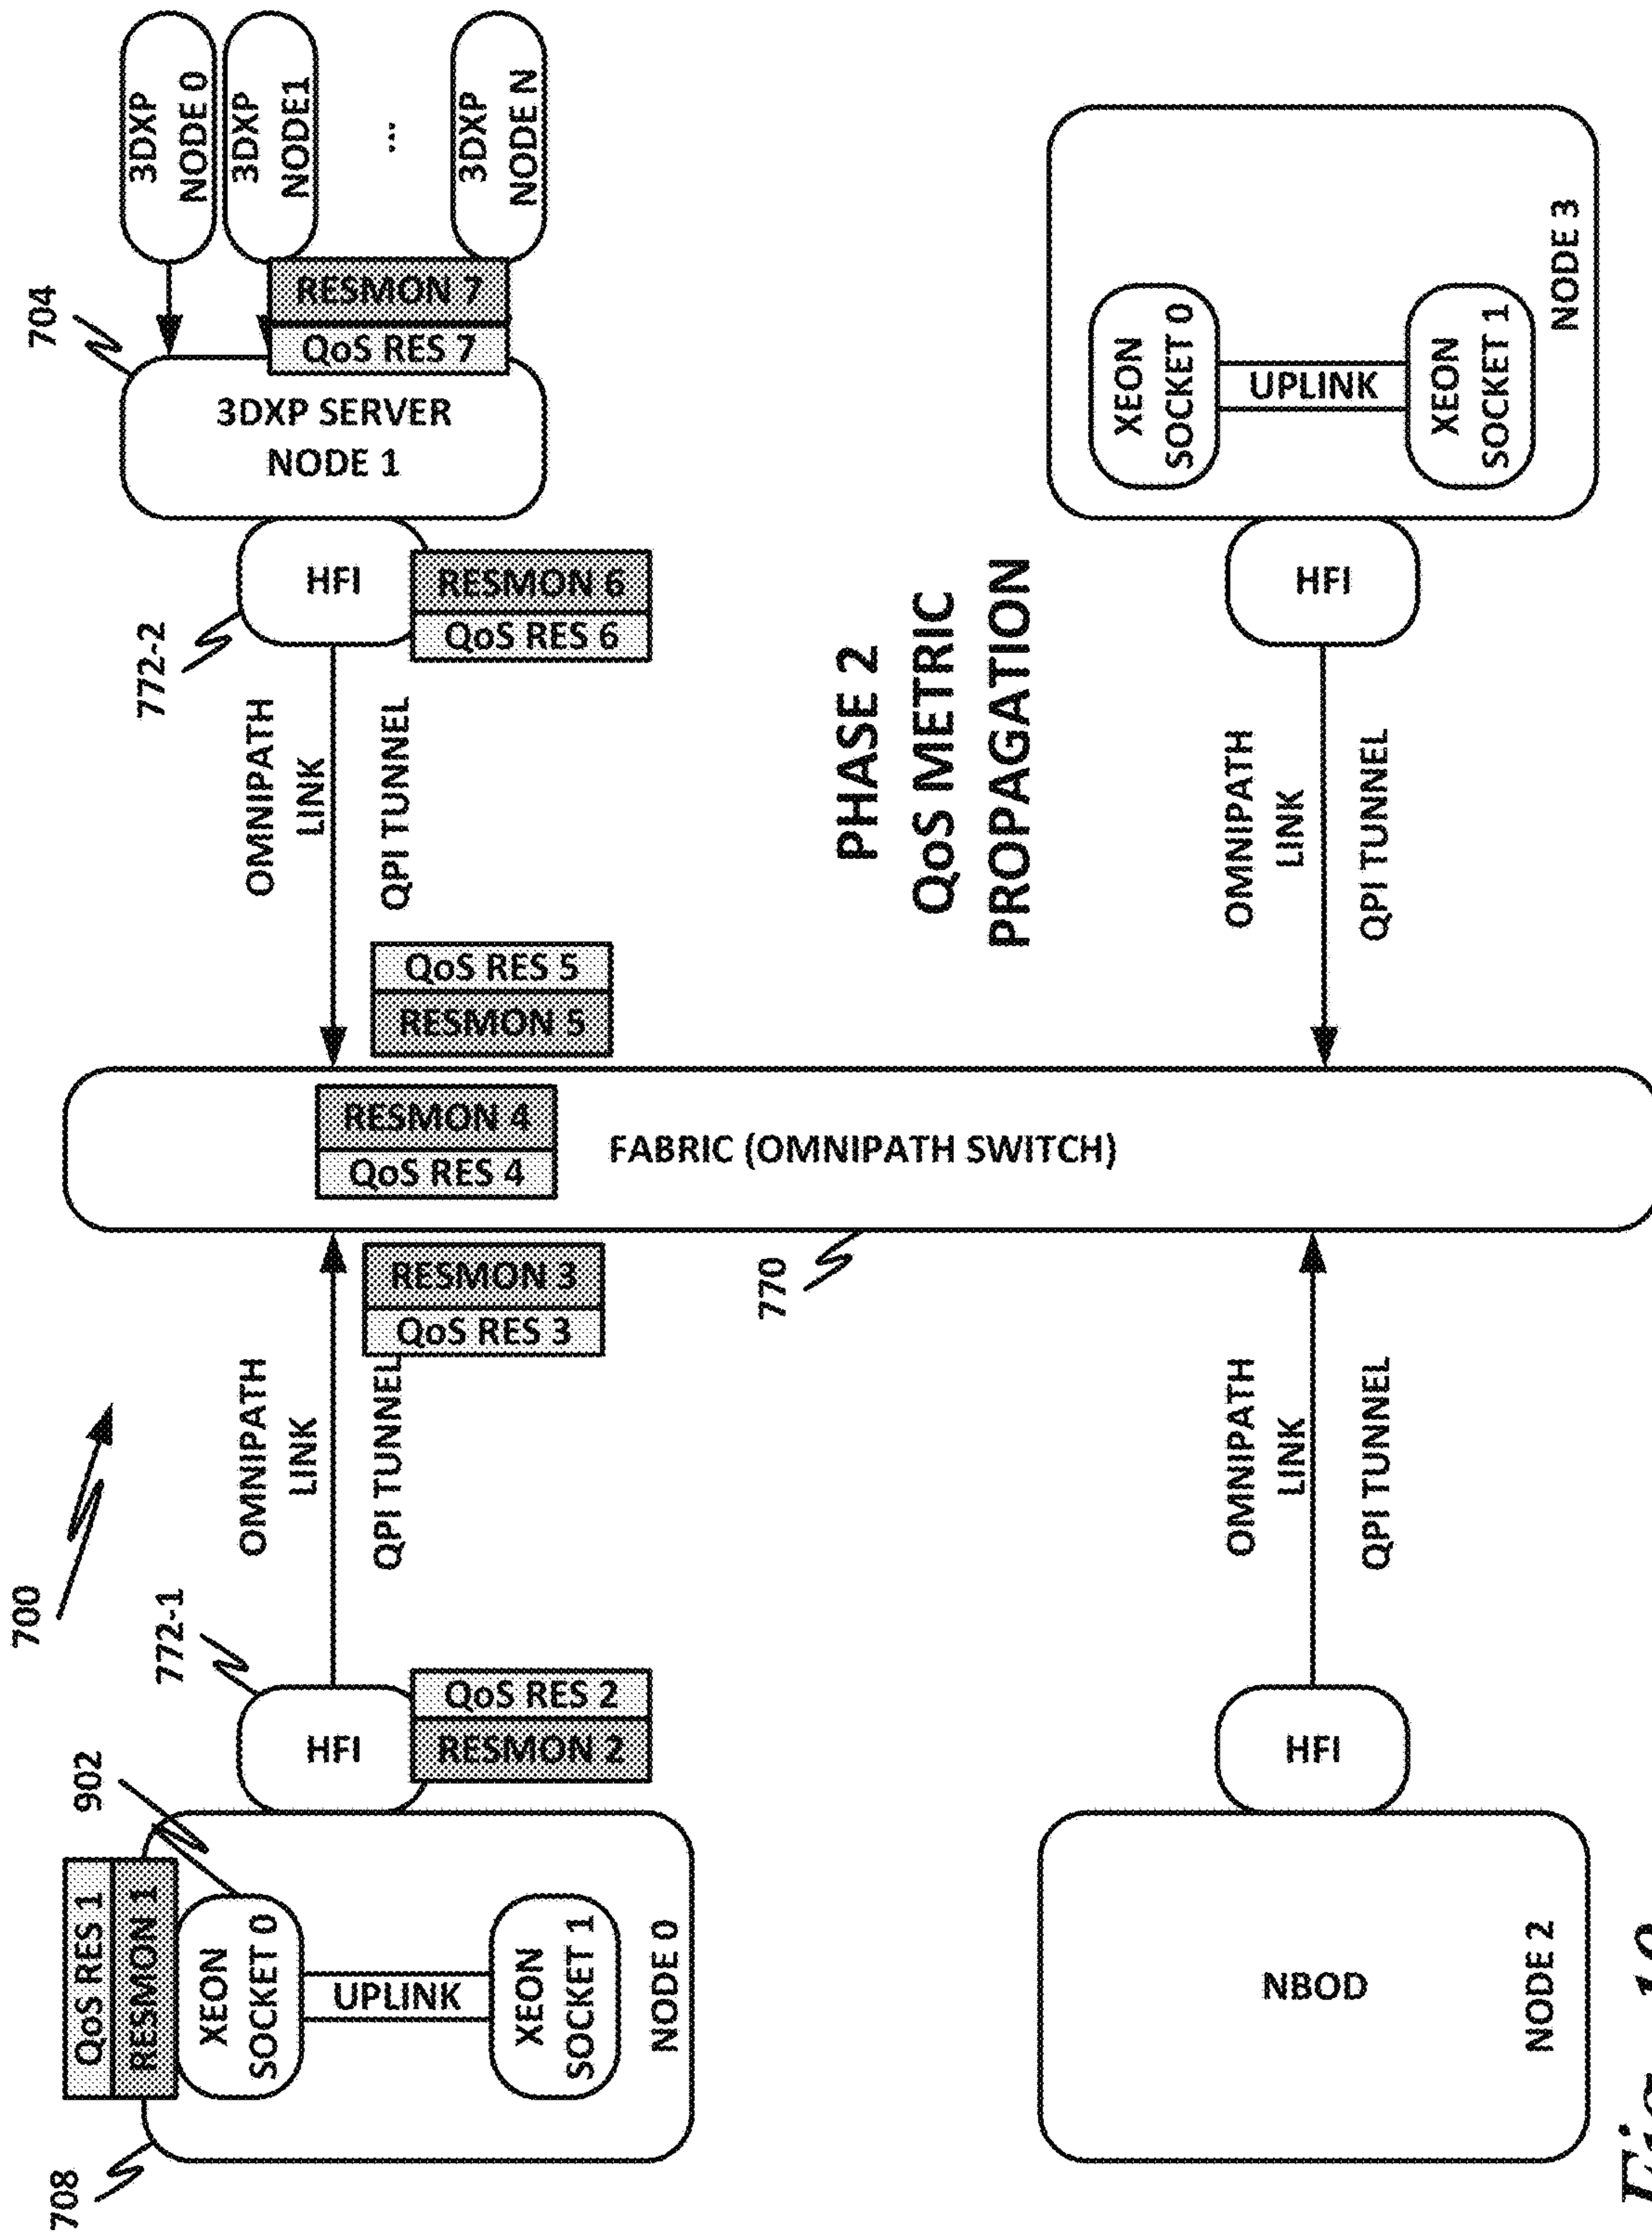 700
708
902
772-1
772-2
704
QoS RES 1
RESMON 1
XEON
SOCKET 0
UPLINK
XEON
SOCKET 1
NODE 0
HFI
RESMON 2
QoS RES 2
OMNIPATH
LINK
QPI TUNNEL
QoS RES 3
RESMON 3
QoS RES 4
RESMON 4
RESMON 5
QoS RES 5
FABRIC (OMNIPATH SWITCH)
770
OMNIPATH
LINK
QPI TUNNEL
HFI
QoS RES 6
RESMON 6
3DXP SERVER
NODE 1
QoS RES 7
RESMON 7
3DXP
NODE 0
3DXP
NODE1
...
3DXP
NODE N
PHASE 2
QoS METRIC
PROPAGATION
NBOD
NODE 2
HFI
OMNIPATH
LINK
QPI TUNNEL
OMNIPATH
LINK
QPI TUNNEL
HFI
XEON
SOCKET 0
UPLINK
XEON
SOCKET 1
NODE 3
Fig.